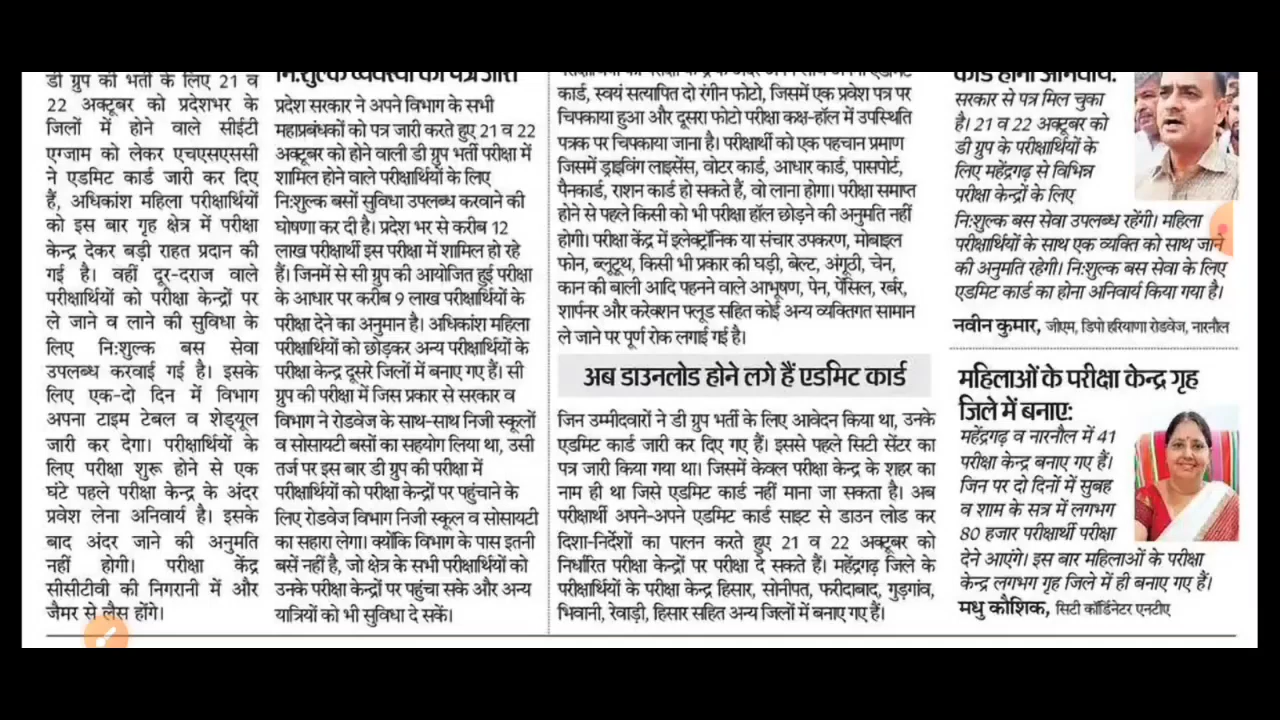 डी ग्रुप की भर्ती के लिए 21 व
22 अक्टूबर को प्रदेशभर के
जिलों में होने वाले सीईटी
एग्जाम को लेकर एचएसएससी
ने एडमिट कार्ड जारी कर दिए
हैं, अधिकांश महिला परीक्षार्थियों
को इस बार गृह क्षेत्र में परीक्षा
केन्द्र देकर बड़ी राहत प्रदान की
गई है। वहीं दूर-दराज वाले
परीक्षार्थियों को परीक्षा केन्द्रों पर
ले जाने व लाने की सुविधा के
लिए नि:शुल्क बस सेवा
उपलब्ध करवाई गई है। इसके
लिए एक-दो दिन में विभाग
अपना टाइम टेबल व शेड्यूल
जारी कर देगा। परीक्षार्थियों के
लिए परीक्षा शुरू होने से एक
घंटे पहले परीक्षा केन्द्र के अंदर
प्रवेश लेना अनिवार्य है। इसके
बाद अंदर जाने की अनुमति
नहीं होगी। परीक्षा केंद्र
सीसीटीवी की निगरानी में और
जैमर से लैस होंगे।
नि:शुल्क व्यवस्था का पत्र जारी
प्रदेश सरकार ने अपने विभाग के सभी
महाप्रबंधकों को पत्र जारी करते हुए 21 व 22
अक्टूबर को होने वाली डी ग्रुप भर्ती परीक्षा में
शामिल होने वाले परीक्षार्थियों के लिए
नि:शुल्क बसों सुविधा उपलब्ध करवाने की
घोषणा कर दी है। प्रदेश भर से करीब 12
लाख परीक्षार्थी इस परीक्षा में शामिल हो रहे
हैं। जिनमें से सी ग्रुप की आयोजित हुई परीक्षा
के आधार पर करीब 9 लाख परीक्षार्थियों के
परीक्षा देने का अनुमान है। अधिकांश महिला
परीक्षार्थियों को छोड़कर अन्य परीक्षार्थियों के
परीक्षा केन्द्र दूसरे जिलों में बनाए गए हैं। सी
ग्रुप की परीक्षा में जिस प्रकार से सरकार व
विभाग ने रोडवेज के साथ-साथ निजी स्कूलों
व सोसायटी बसों का सहयोग लिया था, उसी
तर्ज पर इस बार डी ग्रुप की परीक्षा में
परीक्षार्थियों को परीक्षा केन्द्रों पर पहुंचाने के
लिए रोडवेज विभाग निजी स्कूल व सोसायटी
का सहारा लेगा। क्योंकि विभाग के पास इतनी
बसें नहीं है, जो क्षेत्र के सभी परीक्षार्थियों को
उनके परीक्षा केन्द्रों पर पहुंचा सके और अन्य
यात्रियों को भी सुविधा दे सकें।
कार्ड, स्वयं सत्यापित दो रंगीन फोटो, जिसमें एक प्रवेश पत्र पर
चिपकाया हुआ और दूसरा फोटो परीक्षा कक्ष-हॉल में उपस्थिति
पत्रक पर चिपकाया जाना है। परीक्षार्थी को एक पहचान प्रमाण
जिसमें ड्राइविंग लाइसेंस, वोटर कार्ड, आधार कार्ड, पासपोर्ट,
पैनकार्ड, राशन कार्ड हो सकते हैं, वो लाना होगा। परीक्षा समाप्त
होने से पहले किसी को भी परीक्षा हॉल छोड़ने की अनुमति नहीं
होगी। परीक्षा केंद्र में इलेक्ट्रॉनिक या संचार उपकरण, मोबाइल
फोन, ब्लूटूथ, किसी भी प्रकार की घड़ी, बेल्ट, अंगूठी, चेन,
कान की बाली आदि पहनने वाले आभूषण, पेन, पेंसिल, रबर,
शार्पनर और करेक्शन फ्लूड सहित कोई अन्य व्यक्तिगत सामान
ले जाने पर पूर्ण रोक लगाई गई है।
अब डाउनलोड होने लगे हैं एडमिट कार्ड
जिन उम्मीदवारों ने डी ग्रुप भर्ती के लिए आवेदन किया था, उनके
एडमिट कार्ड जारी कर दिए गए हैं। इससे पहले सिटी सेंटर का
पत्र जारी किया गया था। जिसमें केवल परीक्षा केन्द्र के शहर का
नाम ही था जिसे एडमिट कार्ड नहीं माना जा सकता है। अब
परीक्षार्थी अपने-अपने एडमिट कार्ड साइट से डाउन लोड कर
दिशा-निर्देशों का पालन करते हुए 21 व 22 अक्टूबर को
निर्धारित परीक्षा केन्द्रों पर परीक्षा दे सकते हैं। महेंद्रगढ़ जिले के
परीक्षार्थियों के परीक्षा केन्द्र हिसार, सोनीपत, फरीदाबाद, गुड़गांव,
भिवानी, रेवाड़ी, हिसार सहित अन्य जिलों में बनाए गए हैं।
कार्ड होना अनिवार्य:
सरकार से पत्र मिल चुका
है। 21 व 22 अक्टूबर को
डी ग्रुप के परीक्षार्थियों के
लिए महेंद्रगढ़ से विभिन्न
परीक्षा केन्द्रों के लिए
नि:शुल्क बस सेवा उपलब्ध रहेंगी। महिला
परीक्षार्थियों के साथ एक व्यक्ति को साथ जाने
की अनुमति रहेगी। नि:शुल्क बस सेवा के लिए
एडमिट कार्ड का होना अनिवार्य किया गया है।
नवीन कुमार, जीएम, डिपो हरियाणा रोडवेज, नारनौल
महिलाओं के परीक्षा केन्द्र गृह
जिले में बनाए:
महेंद्रगढ़ व नारनौल में 41
परीक्षा केन्द्र बनाए गए हैं।
जिन पर दो दिनों में सुबह
व शाम के सत्र में लगभग
80 हजार परीक्षार्थी परीक्षा
देने आएंगे। इस बार महिलाओं के परीक्षा
केन्द्र लगभग गृह जिले में ही बनाए गए हैं।
मधु कौशिक, सिटी कॉर्डिनेटर एनटीए